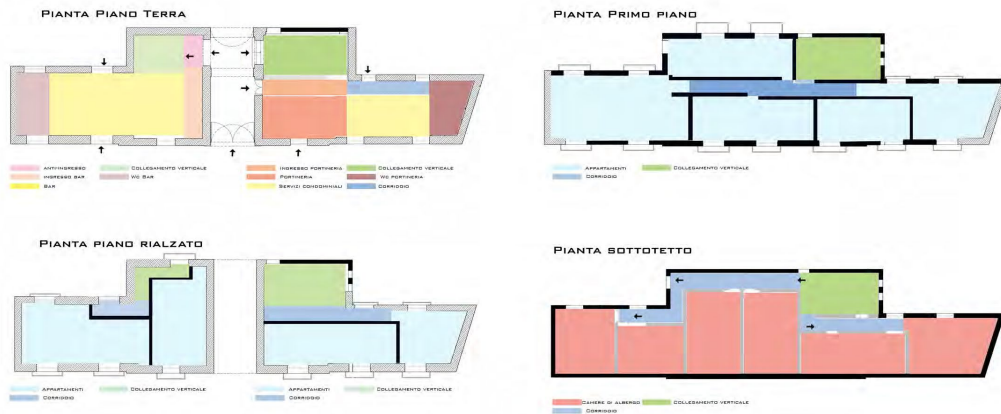 Pianta Piano Terra
Antiingresso
Collegamento verticale
Ingresso bar
Wc Bar
Bar
Ingresso portineria
Collegamento verticale
Portineria
Wc portineria
Servizi condominiali
Corridoio
Pianta Primo piano
Appartamenti
Collegamento verticale
Corridoio
Pianta piano rialzato
Appartamenti
Collegamento verticale
Corridoio
Appartamenti
Collegamento verticale
Corridoio
Pianta sottotetto
Camere di albergo
Collegamento verticale
Corridoio